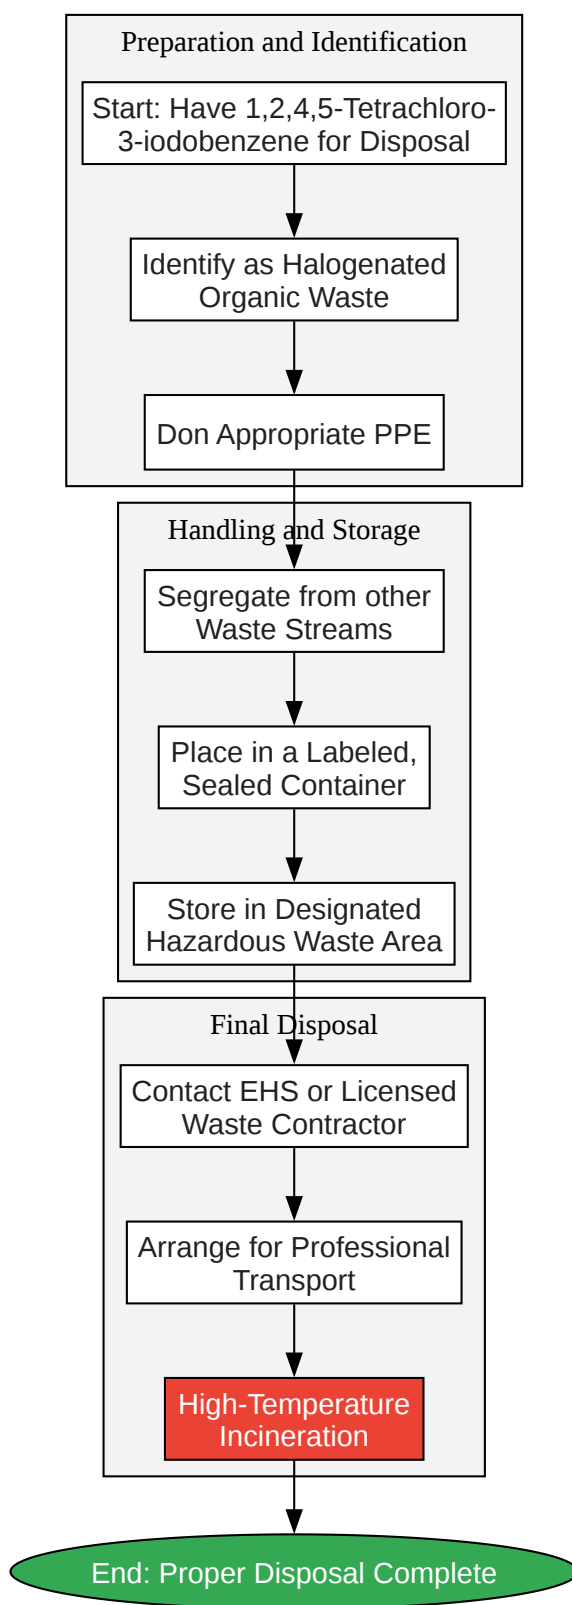 Preparation and Identification
Start: Have 1,2,4,5-Tetrachloro-
3-iodobenzene for Disposal
Identify as Halogenated
Organic Waste
Don Appropriate PPE
Handling and Storage
Segregate from other
Waste Streams
Place in a Labeled,
Sealed Container
Store in Designated
Hazardous Waste Area
Final Disposal
Contact EHS or Licensed
Waste Contractor
Arrange for Professional
Transport
High-Temperature
Incineration
End: Proper Disposal Complete